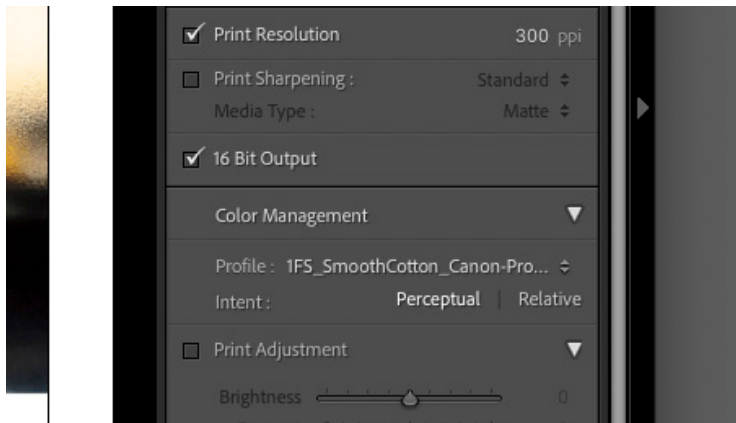 Print Resolution 300 ppi
Print Sharpening : Standard
Media Type : Matte
16 Bit Output
Color Management
Profile : 1FS_SmoothCotton_Canon-Pro...
Intent : Perceptual | Relative
Print Adjustment
Brightness 0